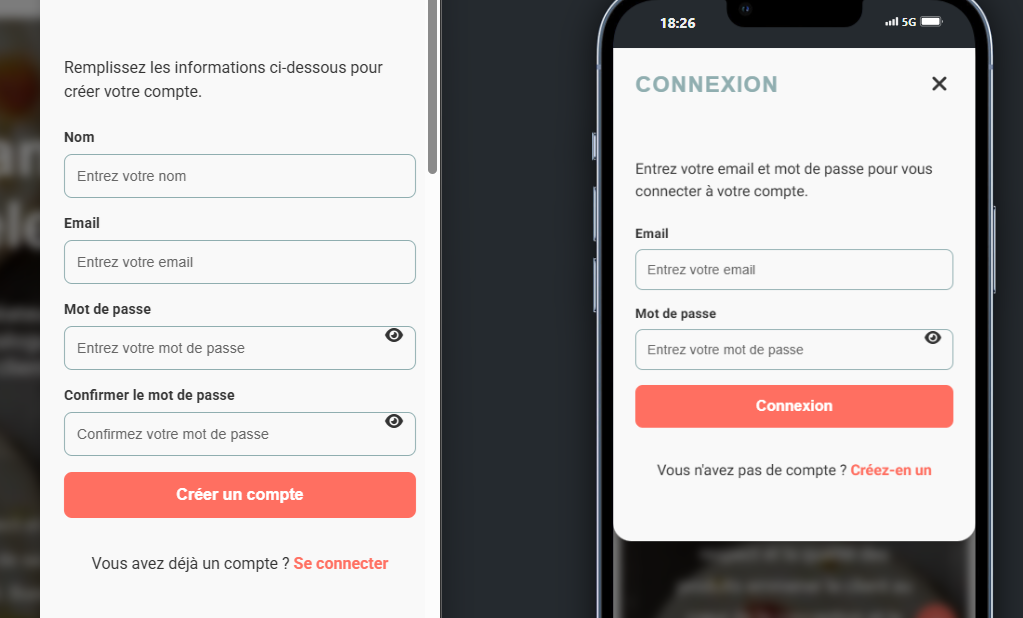 Remplissez les informations ci-dessous pour
créer votre compte.
Nom
Entrez votre nom
Email
Entrez votre email
Mot de passe
Entrez votre mot de passe
Confirmer le mot de passe
Confirmez votre mot de passe
Créer un compte
Vous avez déjà un compte ? Se connecter
18:26
5G
CONNEXION
Entrez votre email et mot de passe pour vous
connecter à votre compte.
Email
Entrez votre email
Mot de passe
Entrez votre mot de passe
Connexion
Vous n'avez pas de compte ? Créez-en un